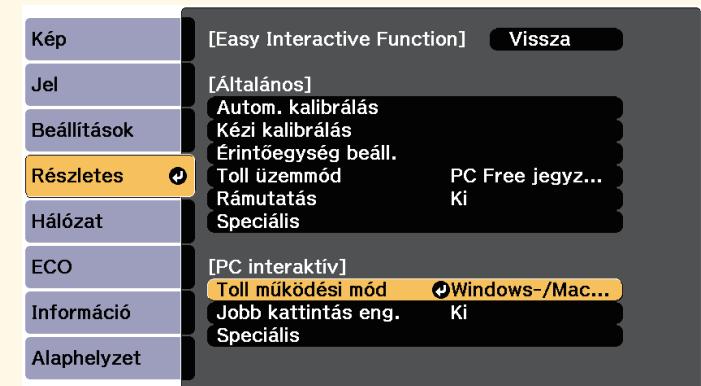 Kép
Jel
Beállítások
Részletes
Hálózat
ECO
Információ
Alaphelyzet
[Easy Interactive Function] Vissza
[Általános]
Autom. kalibrálás
Kézi kalibrálás
Érintőegység beáll.
Toll üzemmód PC Free jegyz...
Rámutatás Ki
Speciális
[PC interaktív]
Toll működési mód Windows-/Mac...
Jobb kattintás eng. Ki
Speciális